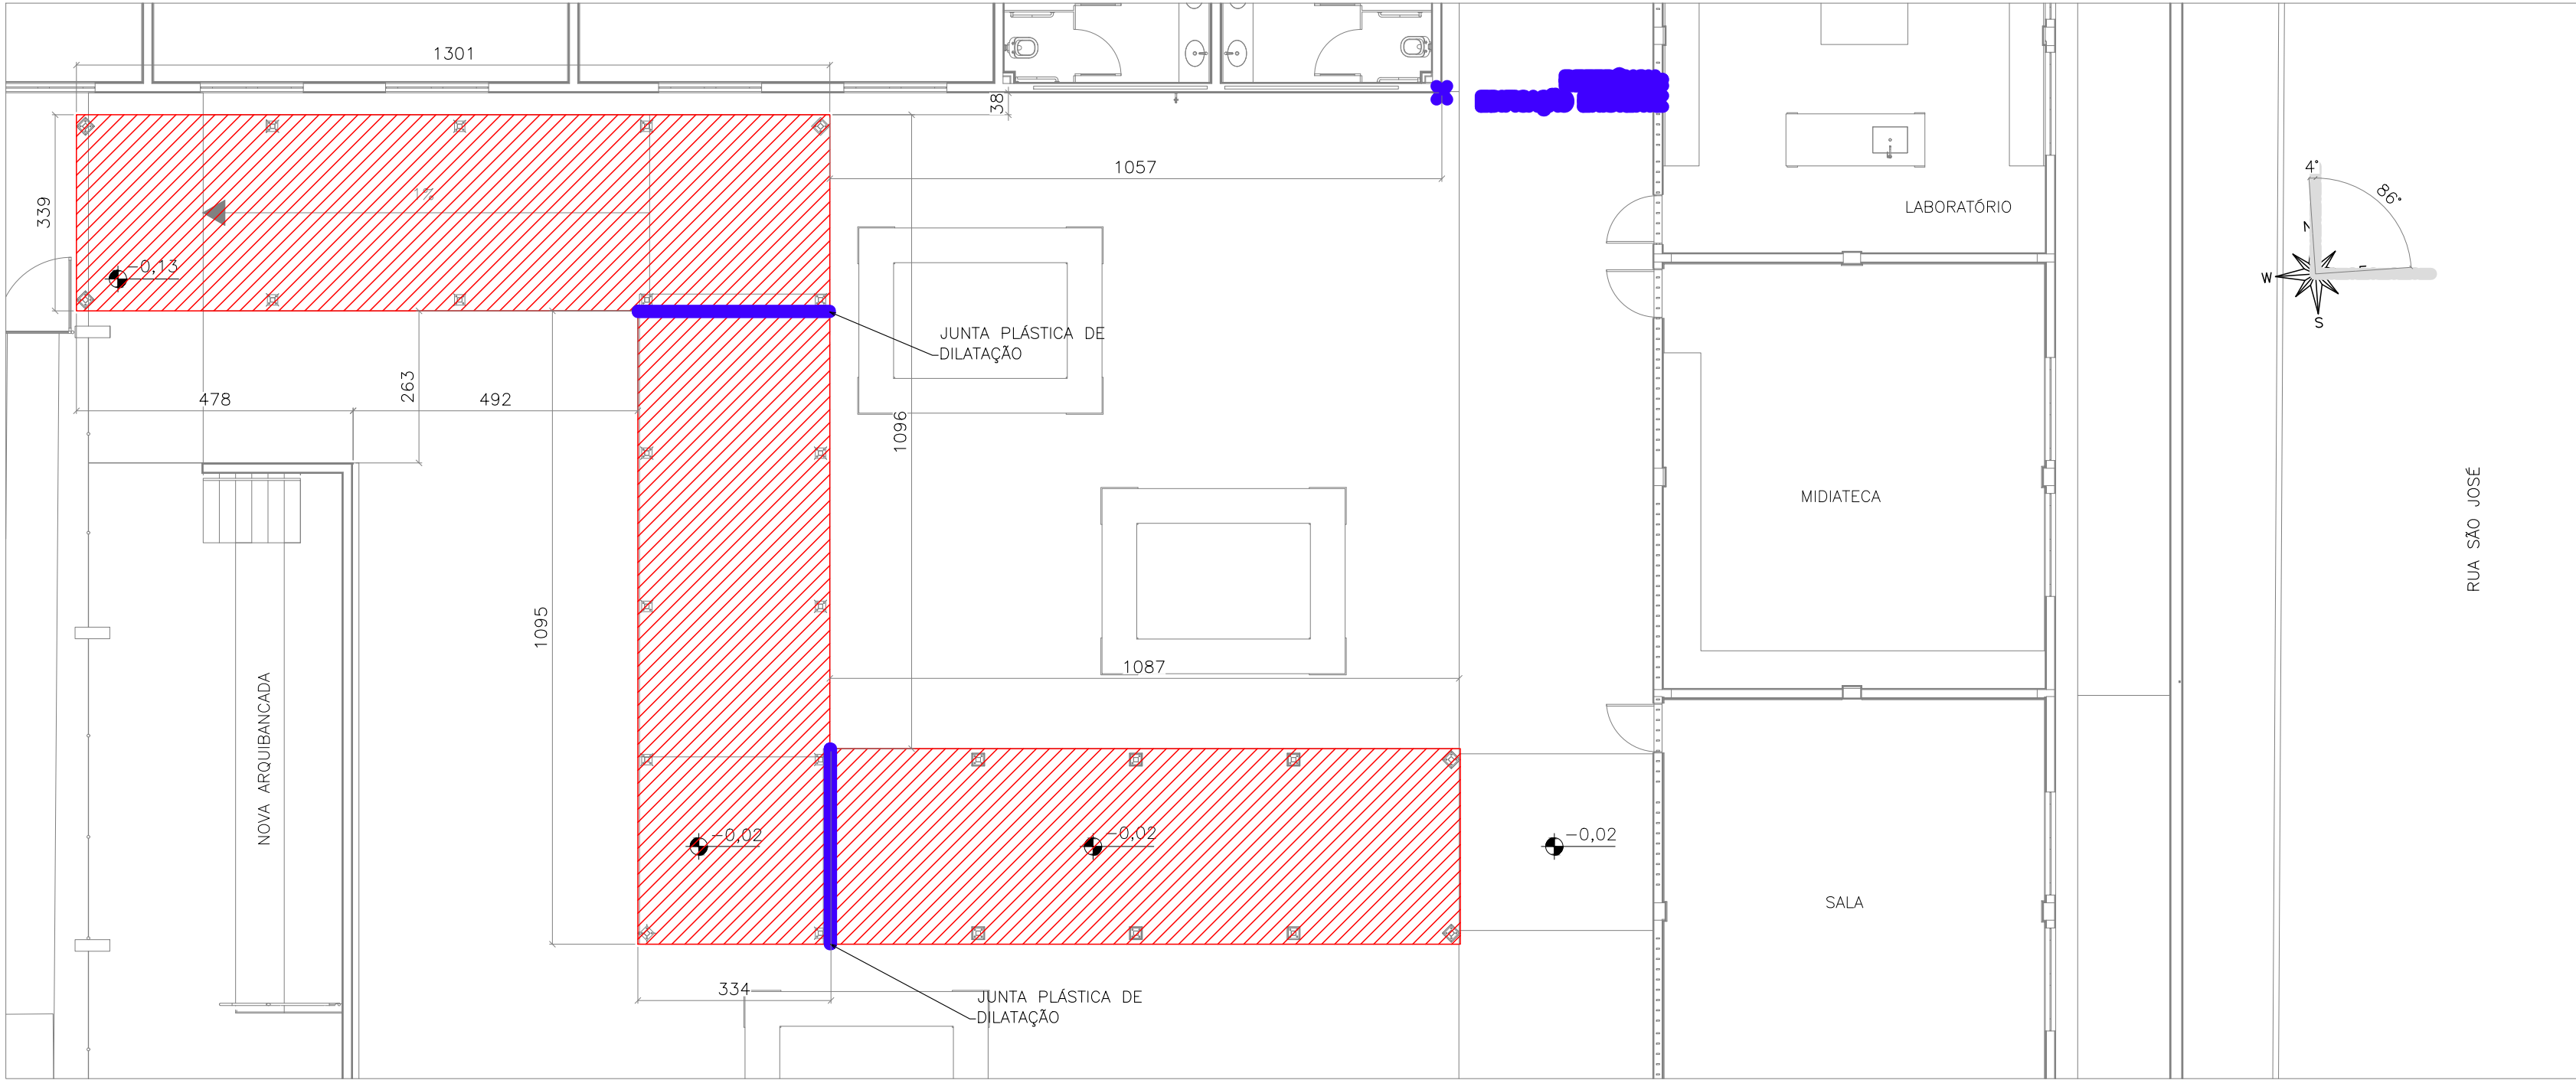 1301
38
1057
4°
86°
339
1%
LABORATÓRIO
N
-0,13
W
S
JUNTA PLÁSTICA DE
DILATAÇÃO
263
478
492
1096
MIDIATECA
RUA SÃO JOSÉ
1095
1087
NOVA ARQUIBANCADA
-0,02
-0,02
-0,02
SALA
334
JUNTA PLÁSTICA DE
DILATAÇÃO